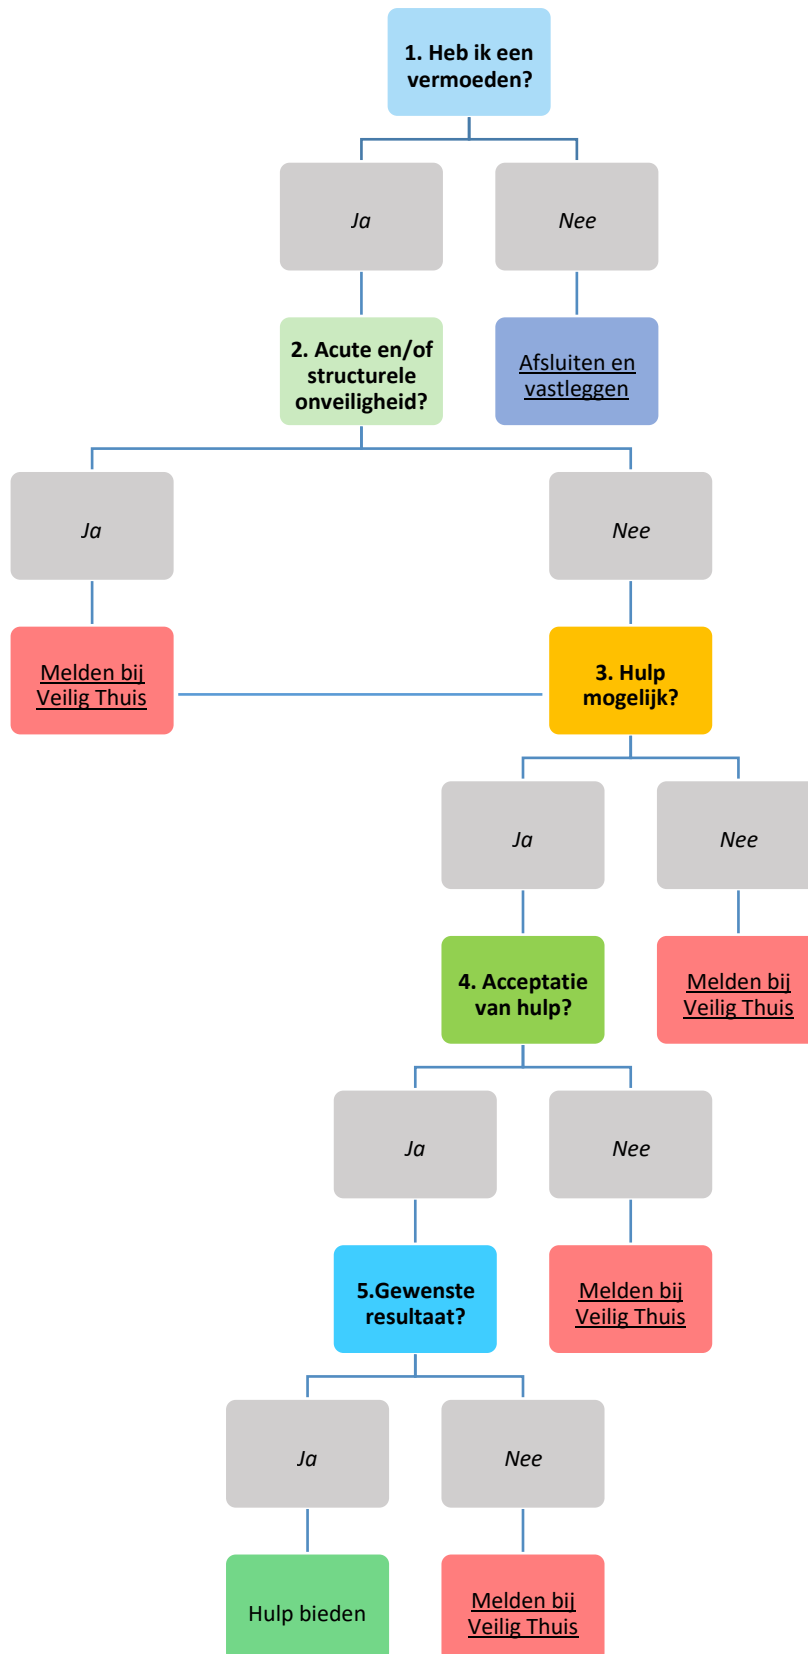 1. Heb ik een
vermoeden?
Ja
Nee
2. Acute en/of
structurele
onveiligheid?
Afsluiten en
vastleggen
Ja
Nee
Melden bij
Veilig Thuis
3. Hulp
mogelijk?
Ja
Nee
4. Acceptatie
van hulp?
Melden bij
Veilig Thuis
Ja
Nee
5.Gewenste
resultaat?
Melden bij
Veilig Thuis
Ja
Nee
Hulp bieden
Melden bij
Veilig Thuis